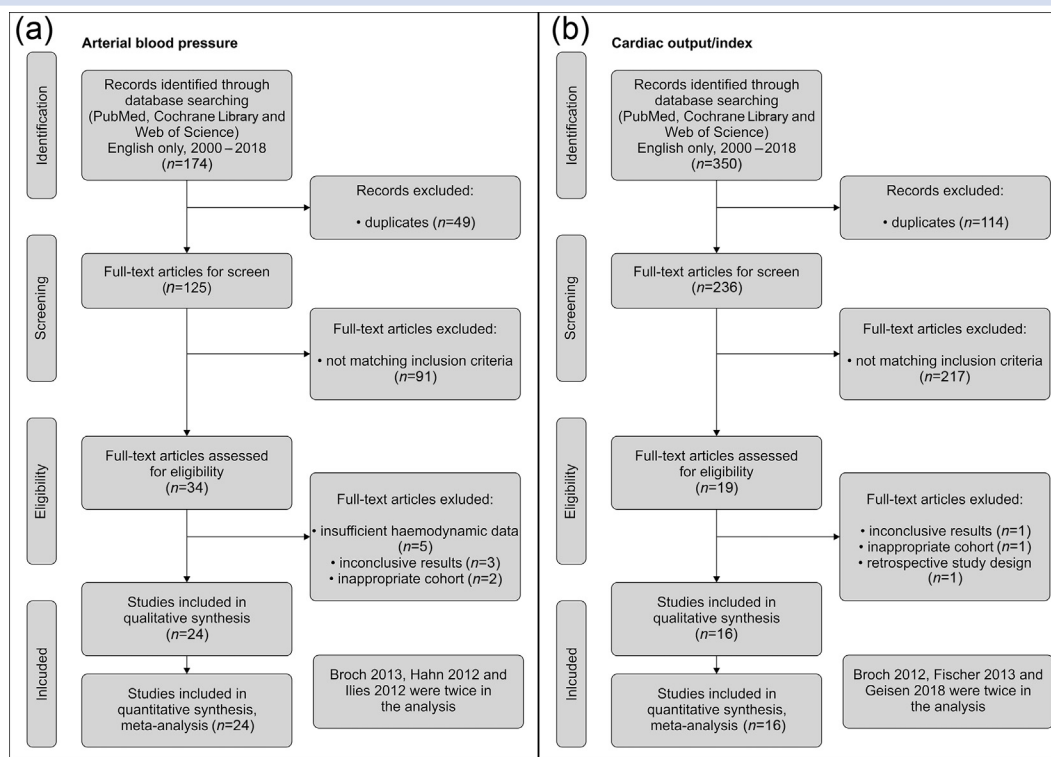 (a)
Arterial blood pressure
Identification
Records identified through
database searching
(PubMed, Cochrane Library and
Web of Science)
English only, 2000–2018
(n=174)
Records excluded:
• duplicates (n=49)
Screening
Full-text articles for screen
(n=125)
Full-text articles excluded:
• not matching inclusion criteria
(n=91)
Eligibility
Full-text articles assessed
for eligibility
(n=34)
Full-text articles exluded:
• insufficient haemodynamic data
(n=5)
• inconclusive results (n=3)
• inappropriate cohort (n=2)
Inlcuded
Studies included in
qualitative synthesis
(n=24)
Studies included in
quantitative synthesis,
meta-analysis (n=24)
Broch 2013, Hahn 2012 and
Ilies 2012 were twice in
the analysis
(b)
Cardiac output/index
Identification
Records identified through
database searching
(PubMed, Cochrane Library and
Web of Science)
English only, 2000–2018
(n=350)
Records excluded:
• duplicates (n=114)
Screening
Full-text articles for screen
(n=236)
Full-text articles excluded:
• not matching inclusion criteria
(n=217)
Eligibility
Full-text articles assessed
for eligibility
(n=19)
Full-text articles exluded:
• inconclusive results (n=1)
• inappropriate cohort (n=1)
• retrospective study design
(n=1)
Inlcuded
Studies included in
qualitative synthesis
(n=16)
Studies included in
quantitative synthesis,
meta-analysis (n=16)
Broch 2012, Fischer 2013 and
Geisen 2018 were twice in
the analysis